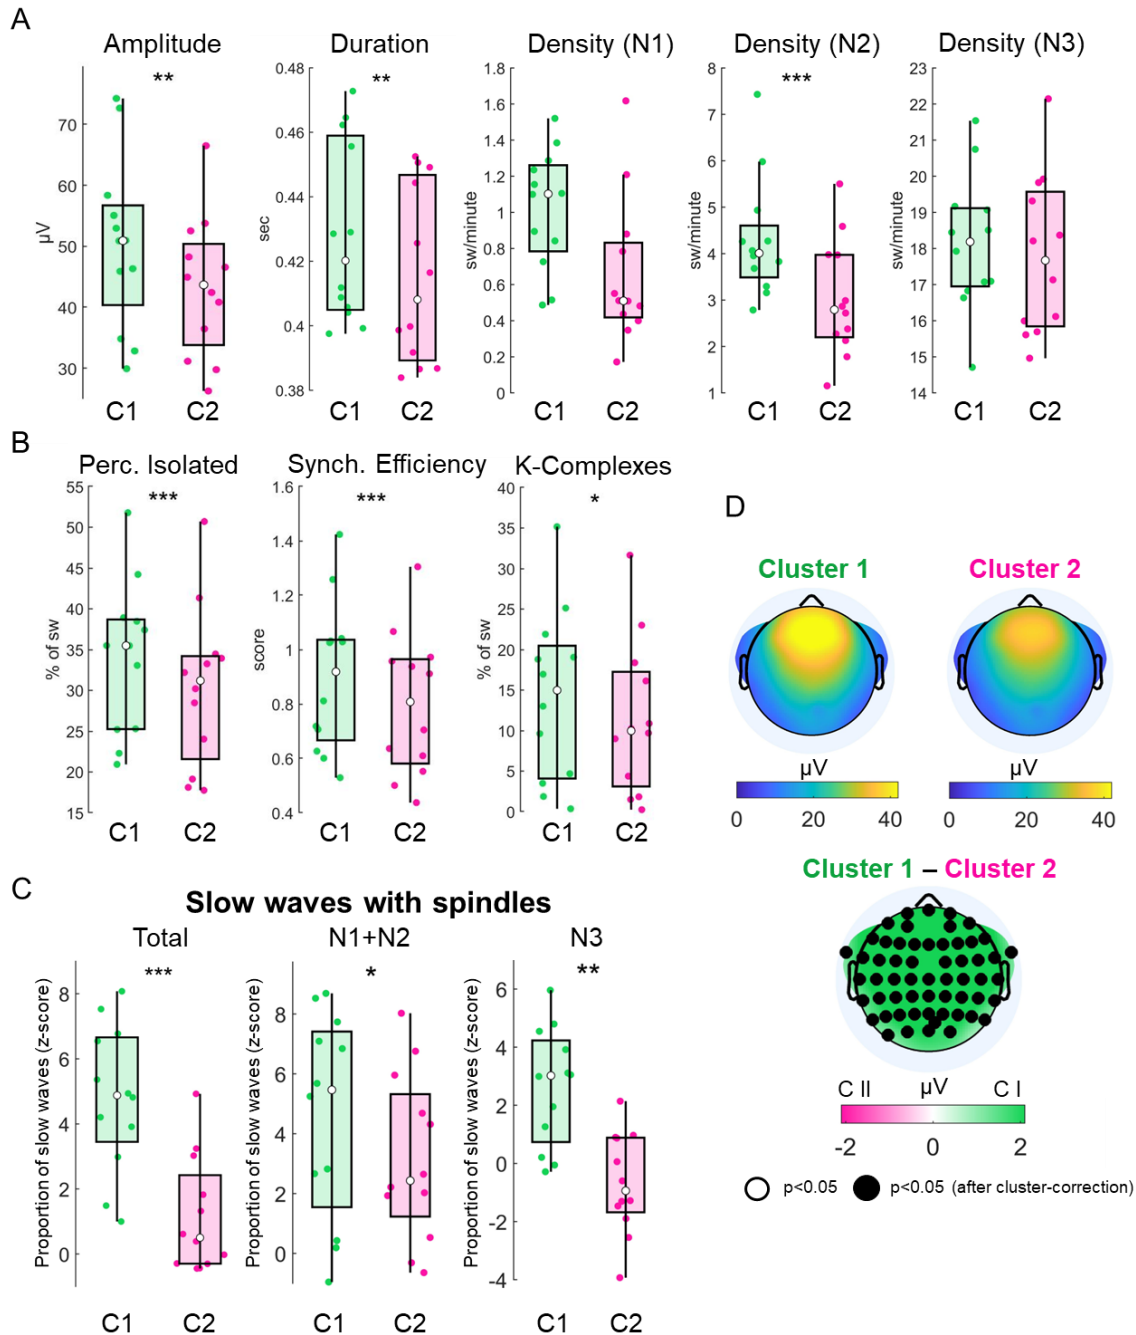 A
Amplitude
Duration
Density (N1)
Density (N2)
Density (N3)
**
**
***
µV
70
60
50
40
30
sec
0.48
0.46
0.44
0.42
0.4
0.38
sw/minute
1.8
1.6
1.4
1.2
1
0.8
0.6
0.4
0.2
0
sw/minute
8
7
6
5
4
3
2
1
sw/minute
23
22
21
20
19
18
17
16
15
14
C1 C2
C1 C2
C1 C2
C1 C2
C1 C2
B
Perc. Isolated
Synch. Efficiency
K-Complexes
***
***
*
% of sw
55
50
45
40
35
30
25
20
15
score
1.6
1.4
1.2
1
0.8
0.6
0.4
% of sw
40
35
30
25
20
15
10
5
0
C1 C2
C1 C2
C1 C2
C
Slow waves with spindles
Total
N1+N2
N3
***
*
**
Proportion of slow waves (z-score)
8
6
4
2
0
Proportion of slow waves (z-score)
8
6
4
2
0
Proportion of slow waves (z-score)
6
4
2
0
-2
-4
C1 C2
C1 C2
C1 C2
D
Cluster 1
Cluster 2
µV
0 20 40
µV
0 20 40
Cluster 1 – Cluster 2
C II µV C I
-2 0 2
p<0.05
p<0.05 (after cluster-correction)